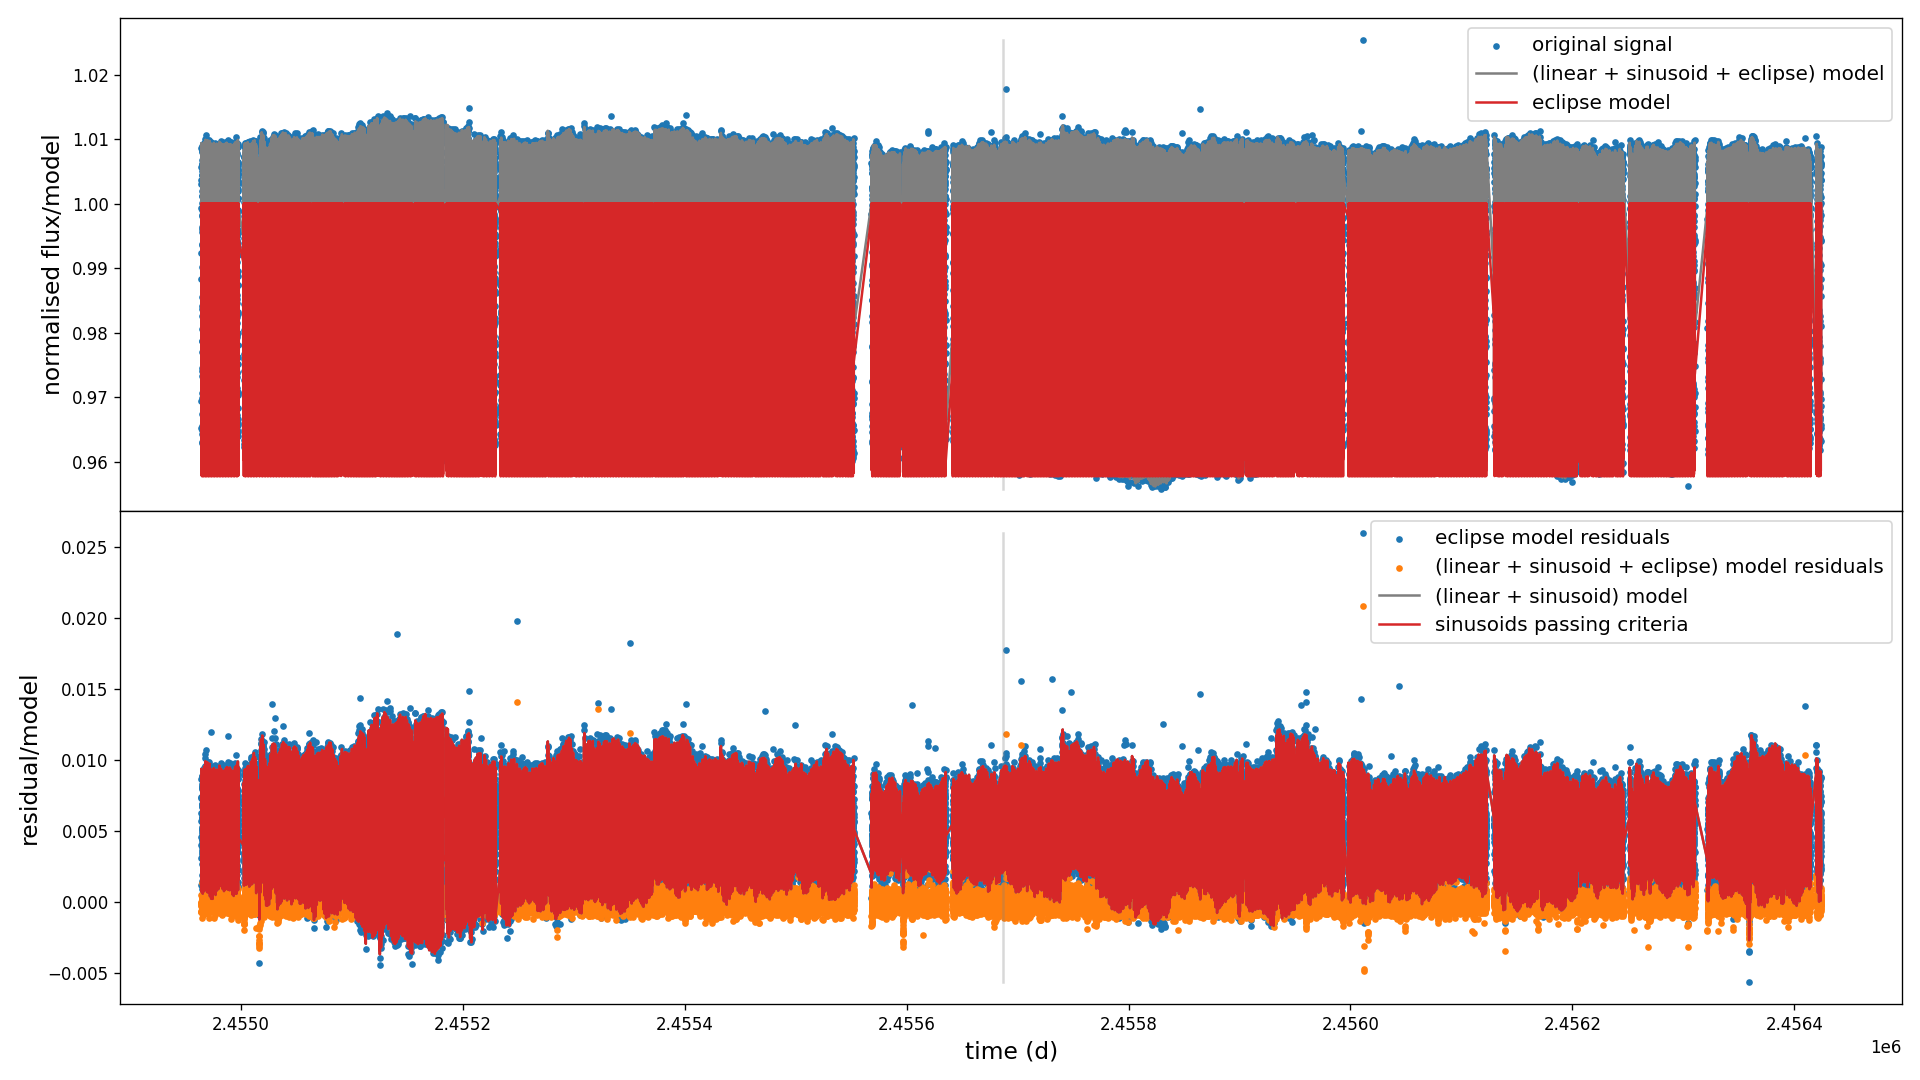 original signal
(linear + sinusoid + eclipse) model
eclipse model
normalised flux/model
1.02
1.01
1.00
0.99
0.98
0.97
0.96
eclipse model residuals
(linear + sinusoid + eclipse) model residuals
(linear + sinusoid) model
sinusoids passing criteria
residual/model
0.025
0.020
0.015
0.010
0.005
0.000
−0.005
2.4550
2.4552
2.4554
2.4556
2.4558
2.4560
2.4562
2.4564
1e6
time (d)